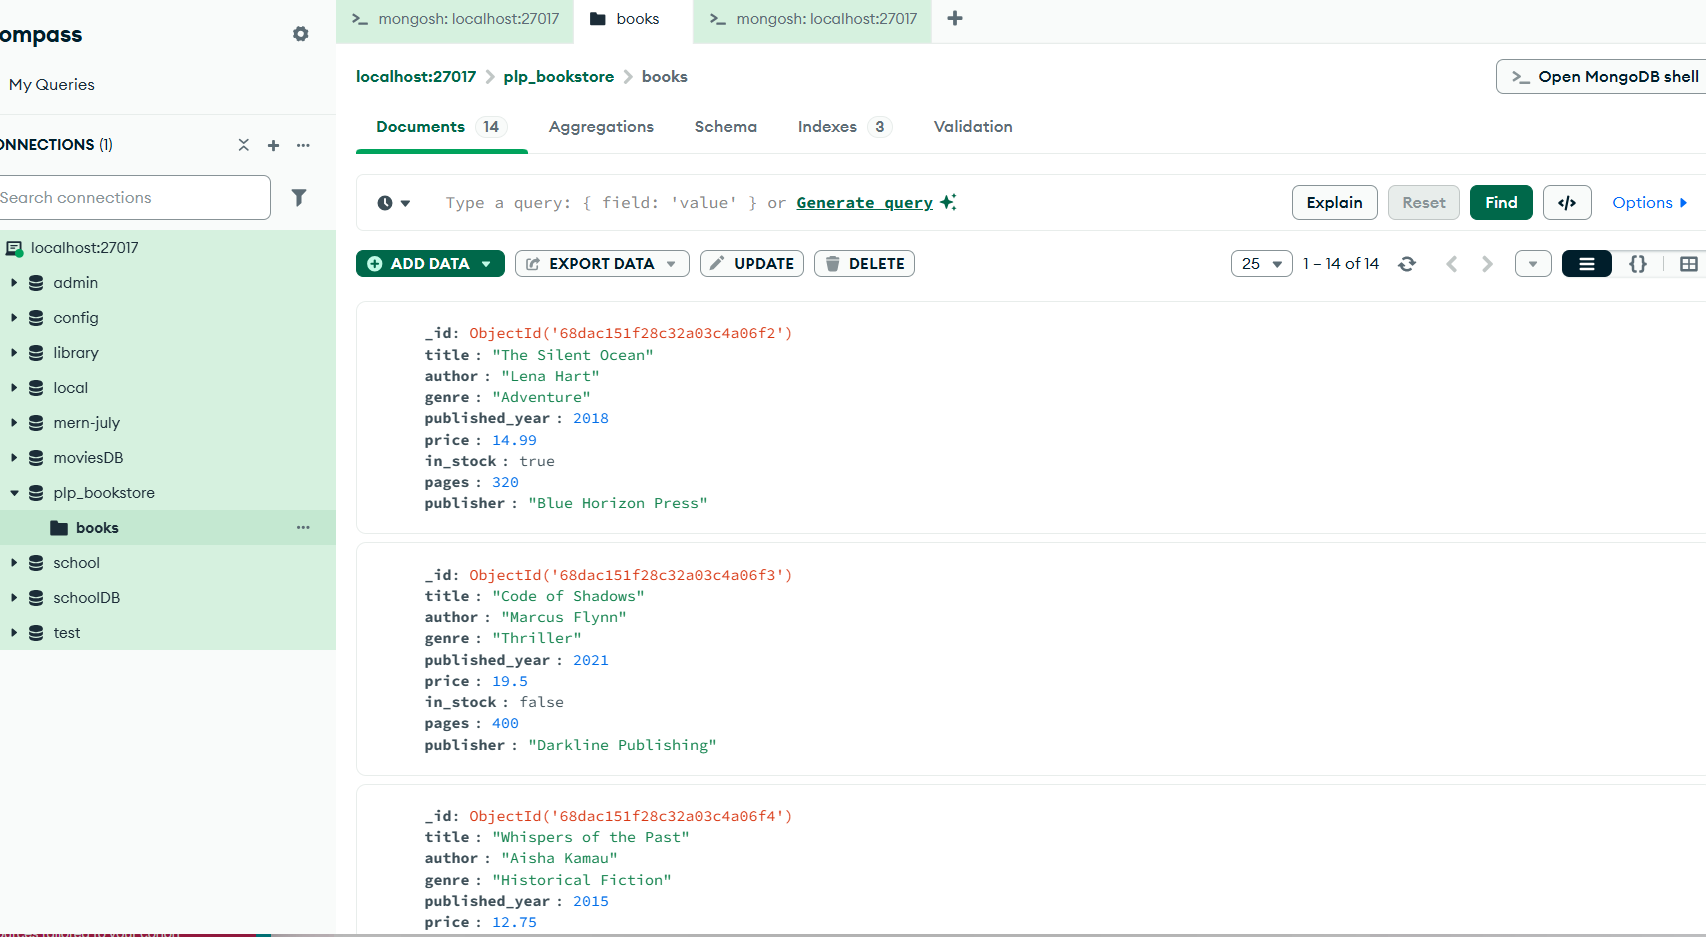 ompass
My Queries
ONNECTIONS (1)
Search connections
localhost:27017
admin
config
library
local
mern-july
moviesDB
plp_bookstore
books
school
schoolDB
test
>_ mongosh: localhost:27017
books
>_ mongosh: localhost:27017
localhost:27017 > plp_bookstore > books
>_ Open MongoDB shell
Documents 14 Aggregations Schema Indexes 3 Validation
Type a query: { field: 'value' } or Generate query
Explain Reset Find </> Options
ADD DATA EXPORT DATA UPDATE DELETE
25 1 – 14 of 14 {}
_id: ObjectId('68dac151f28c32a03c4a06f2')
title : "The Silent Ocean"
author : "Lena Hart"
genre : "Adventure"
published_year : 2018
price : 14.99
in_stock : true
pages : 320
publisher : "Blue Horizon Press"
_id: ObjectId('68dac151f28c32a03c4a06f3')
title : "Code of Shadows"
author : "Marcus Flynn"
genre : "Thriller"
published_year : 2021
price : 19.5
in_stock : false
pages : 400
publisher : "Darkline Publishing"
_id: ObjectId('68dac151f28c32a03c4a06f4')
title : "Whispers of the Past"
author : "Aisha Kamau"
genre : "Historical Fiction"
published_year : 2015
price : 12.75